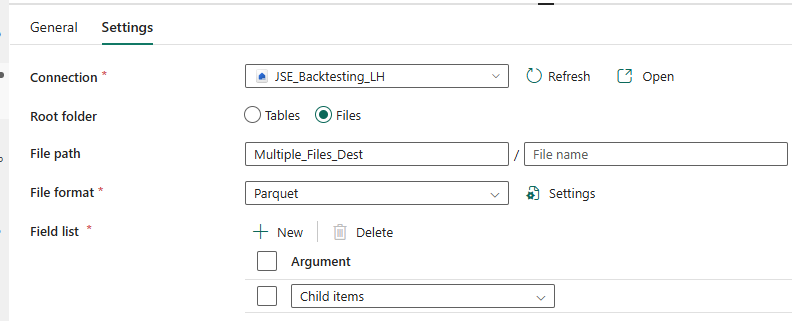 General Settings
Connection * JSE_Backtesting_LH Refresh Open
Root folder Tables Files
File path Multiple_Files_Dest / File name
File format * Parquet Settings
Field list * New Delete
Argument
Child items